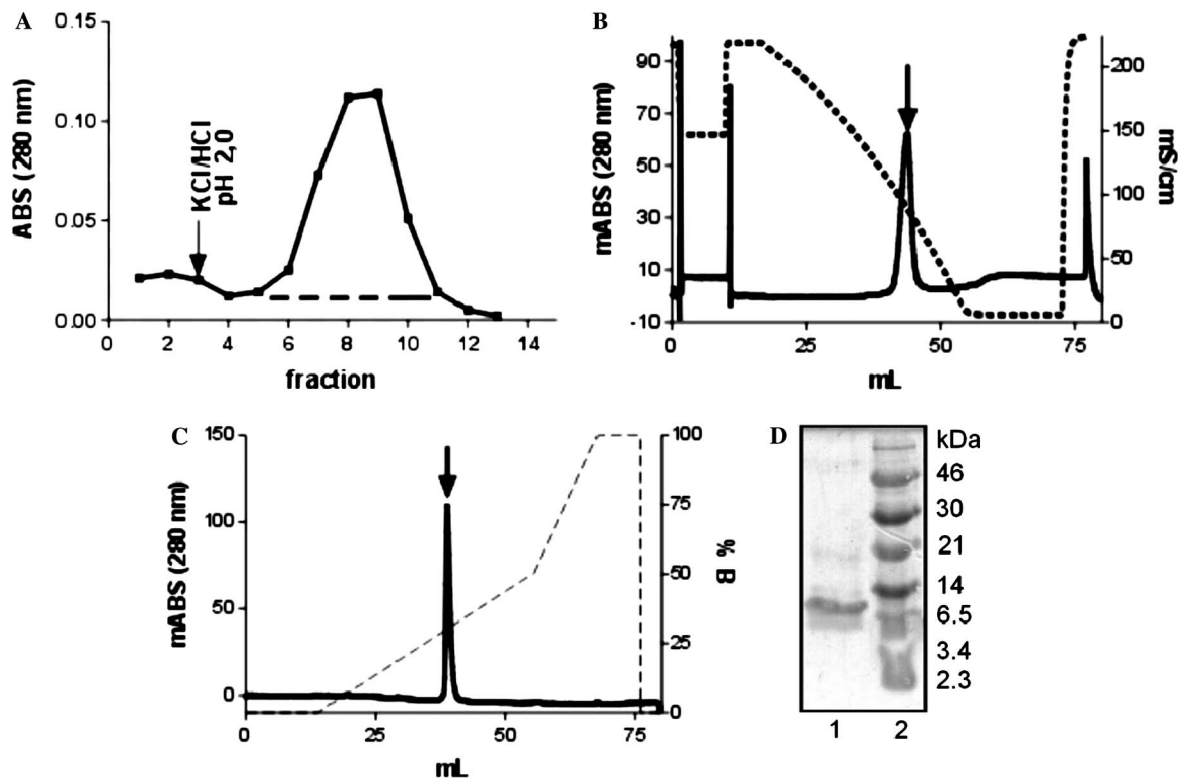 A
ABS (280 nm)
0.15
0.10
0.05
0.00
KCl/HCl
pH 2,0
0 2 4 6 8 10 12 14
fraction
B
mABS (280 nm)
90
70
50
30
10
-10
200
150
100
50
0
mS/cm
0 25 50 75
mL
C
mABS (280 nm)
150
100
50
0
100
75
50
25
0
% B
0 25 50 75
mL
D
kDa
46
30
21
14
6.5
3.4
2.3
1 2